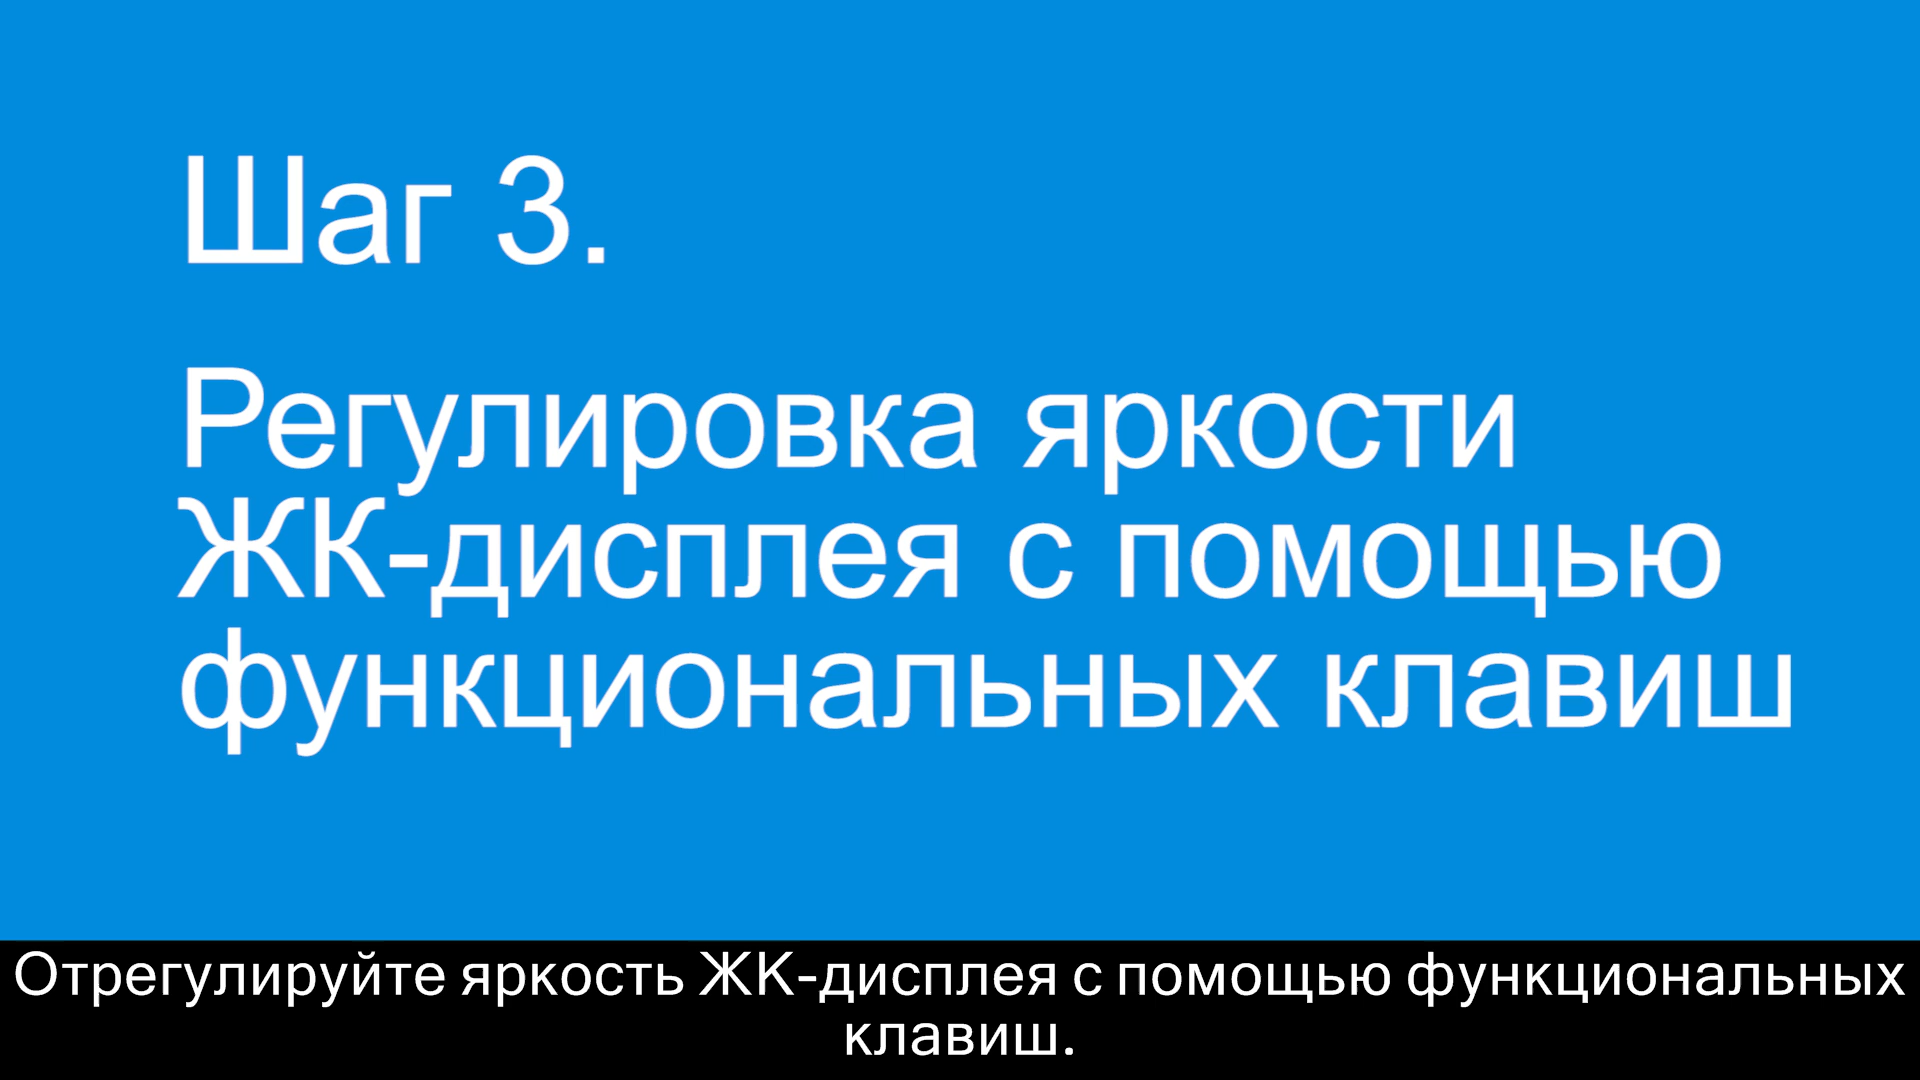 Шаг 3.
Регулировка яркости
ЖК-дисплея с помощью
функциональных клавиш
Отрегулируйте яркость ЖК-дисплея с помощью функциональных
клавиш.